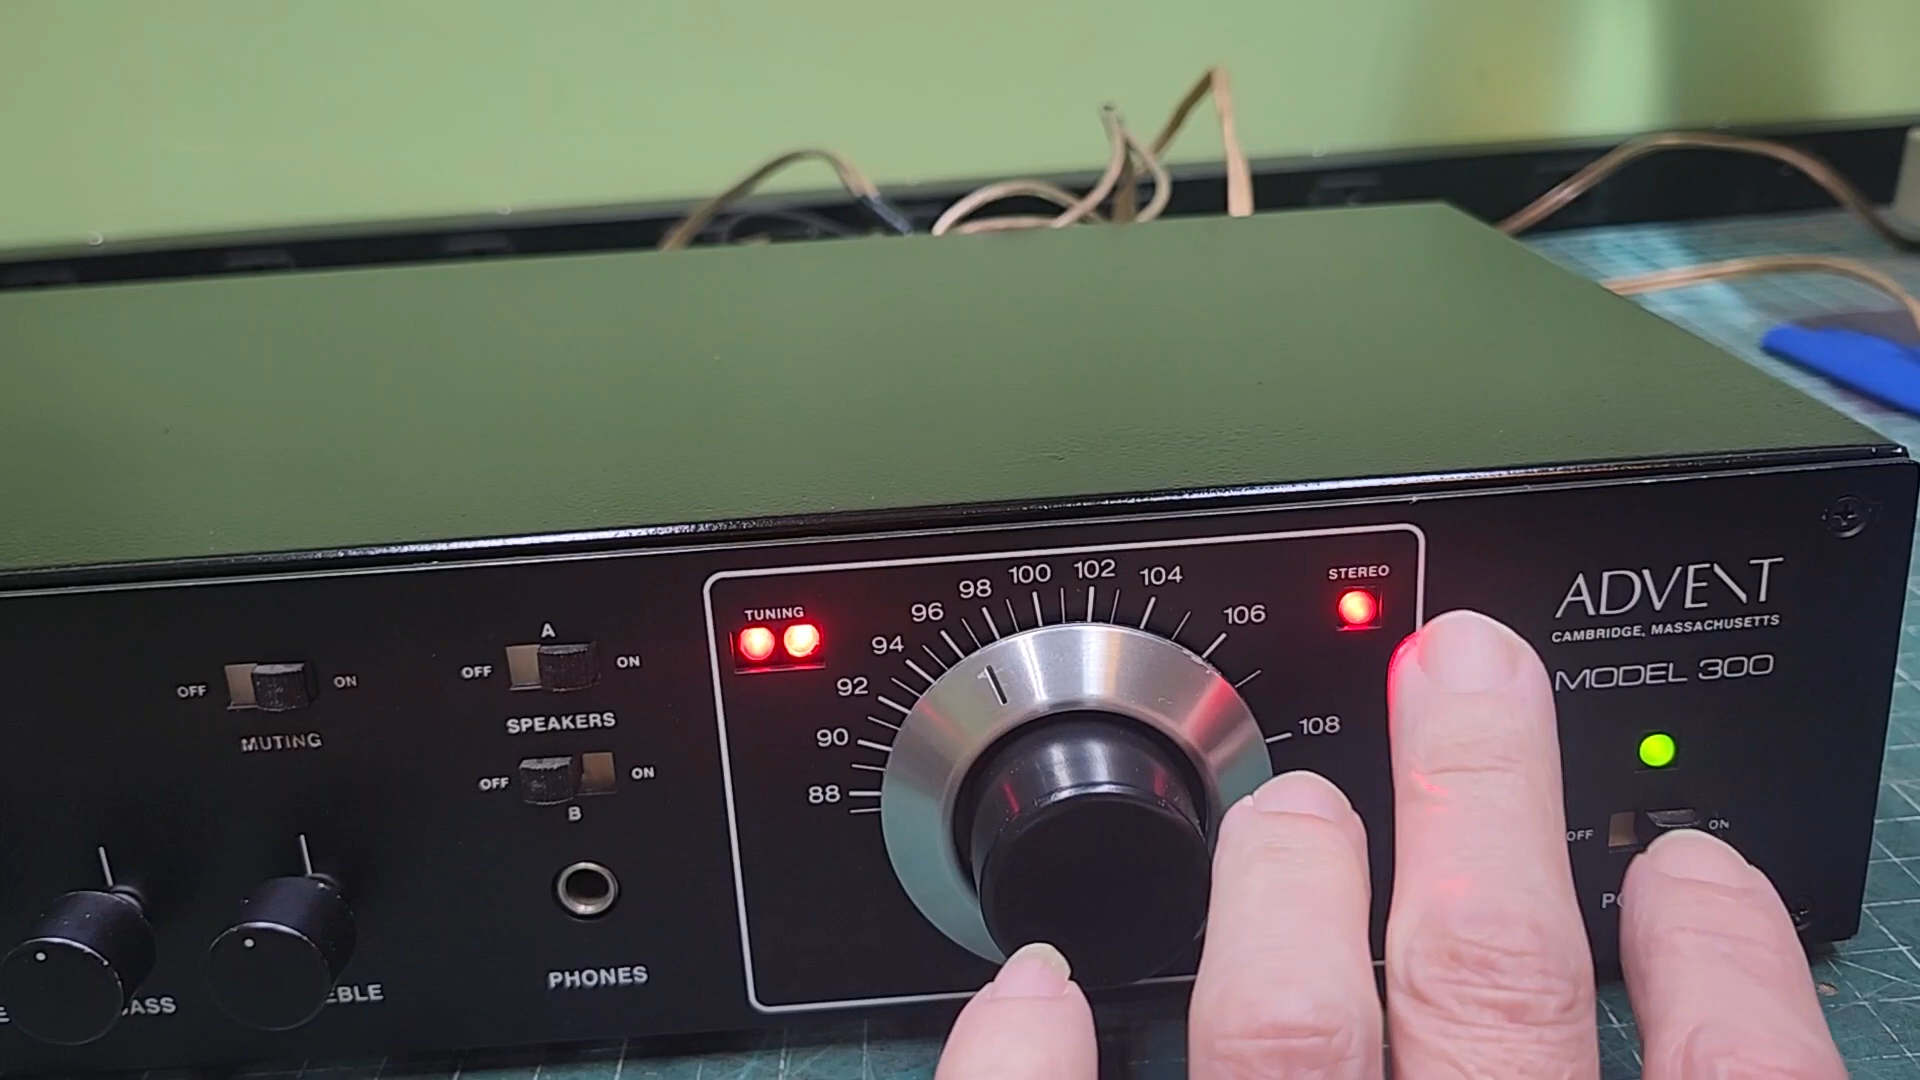 OFF ON
MUTING
A
OFF ON
SPEAKERS
OFF ON
B
PHONES
TUNING
88 90 92 94 96 98 100 102 104 106 108
STEREO
ADVENT
CAMBRIDGE, MASSACHUSETTS
MODEL 300
OFF ON